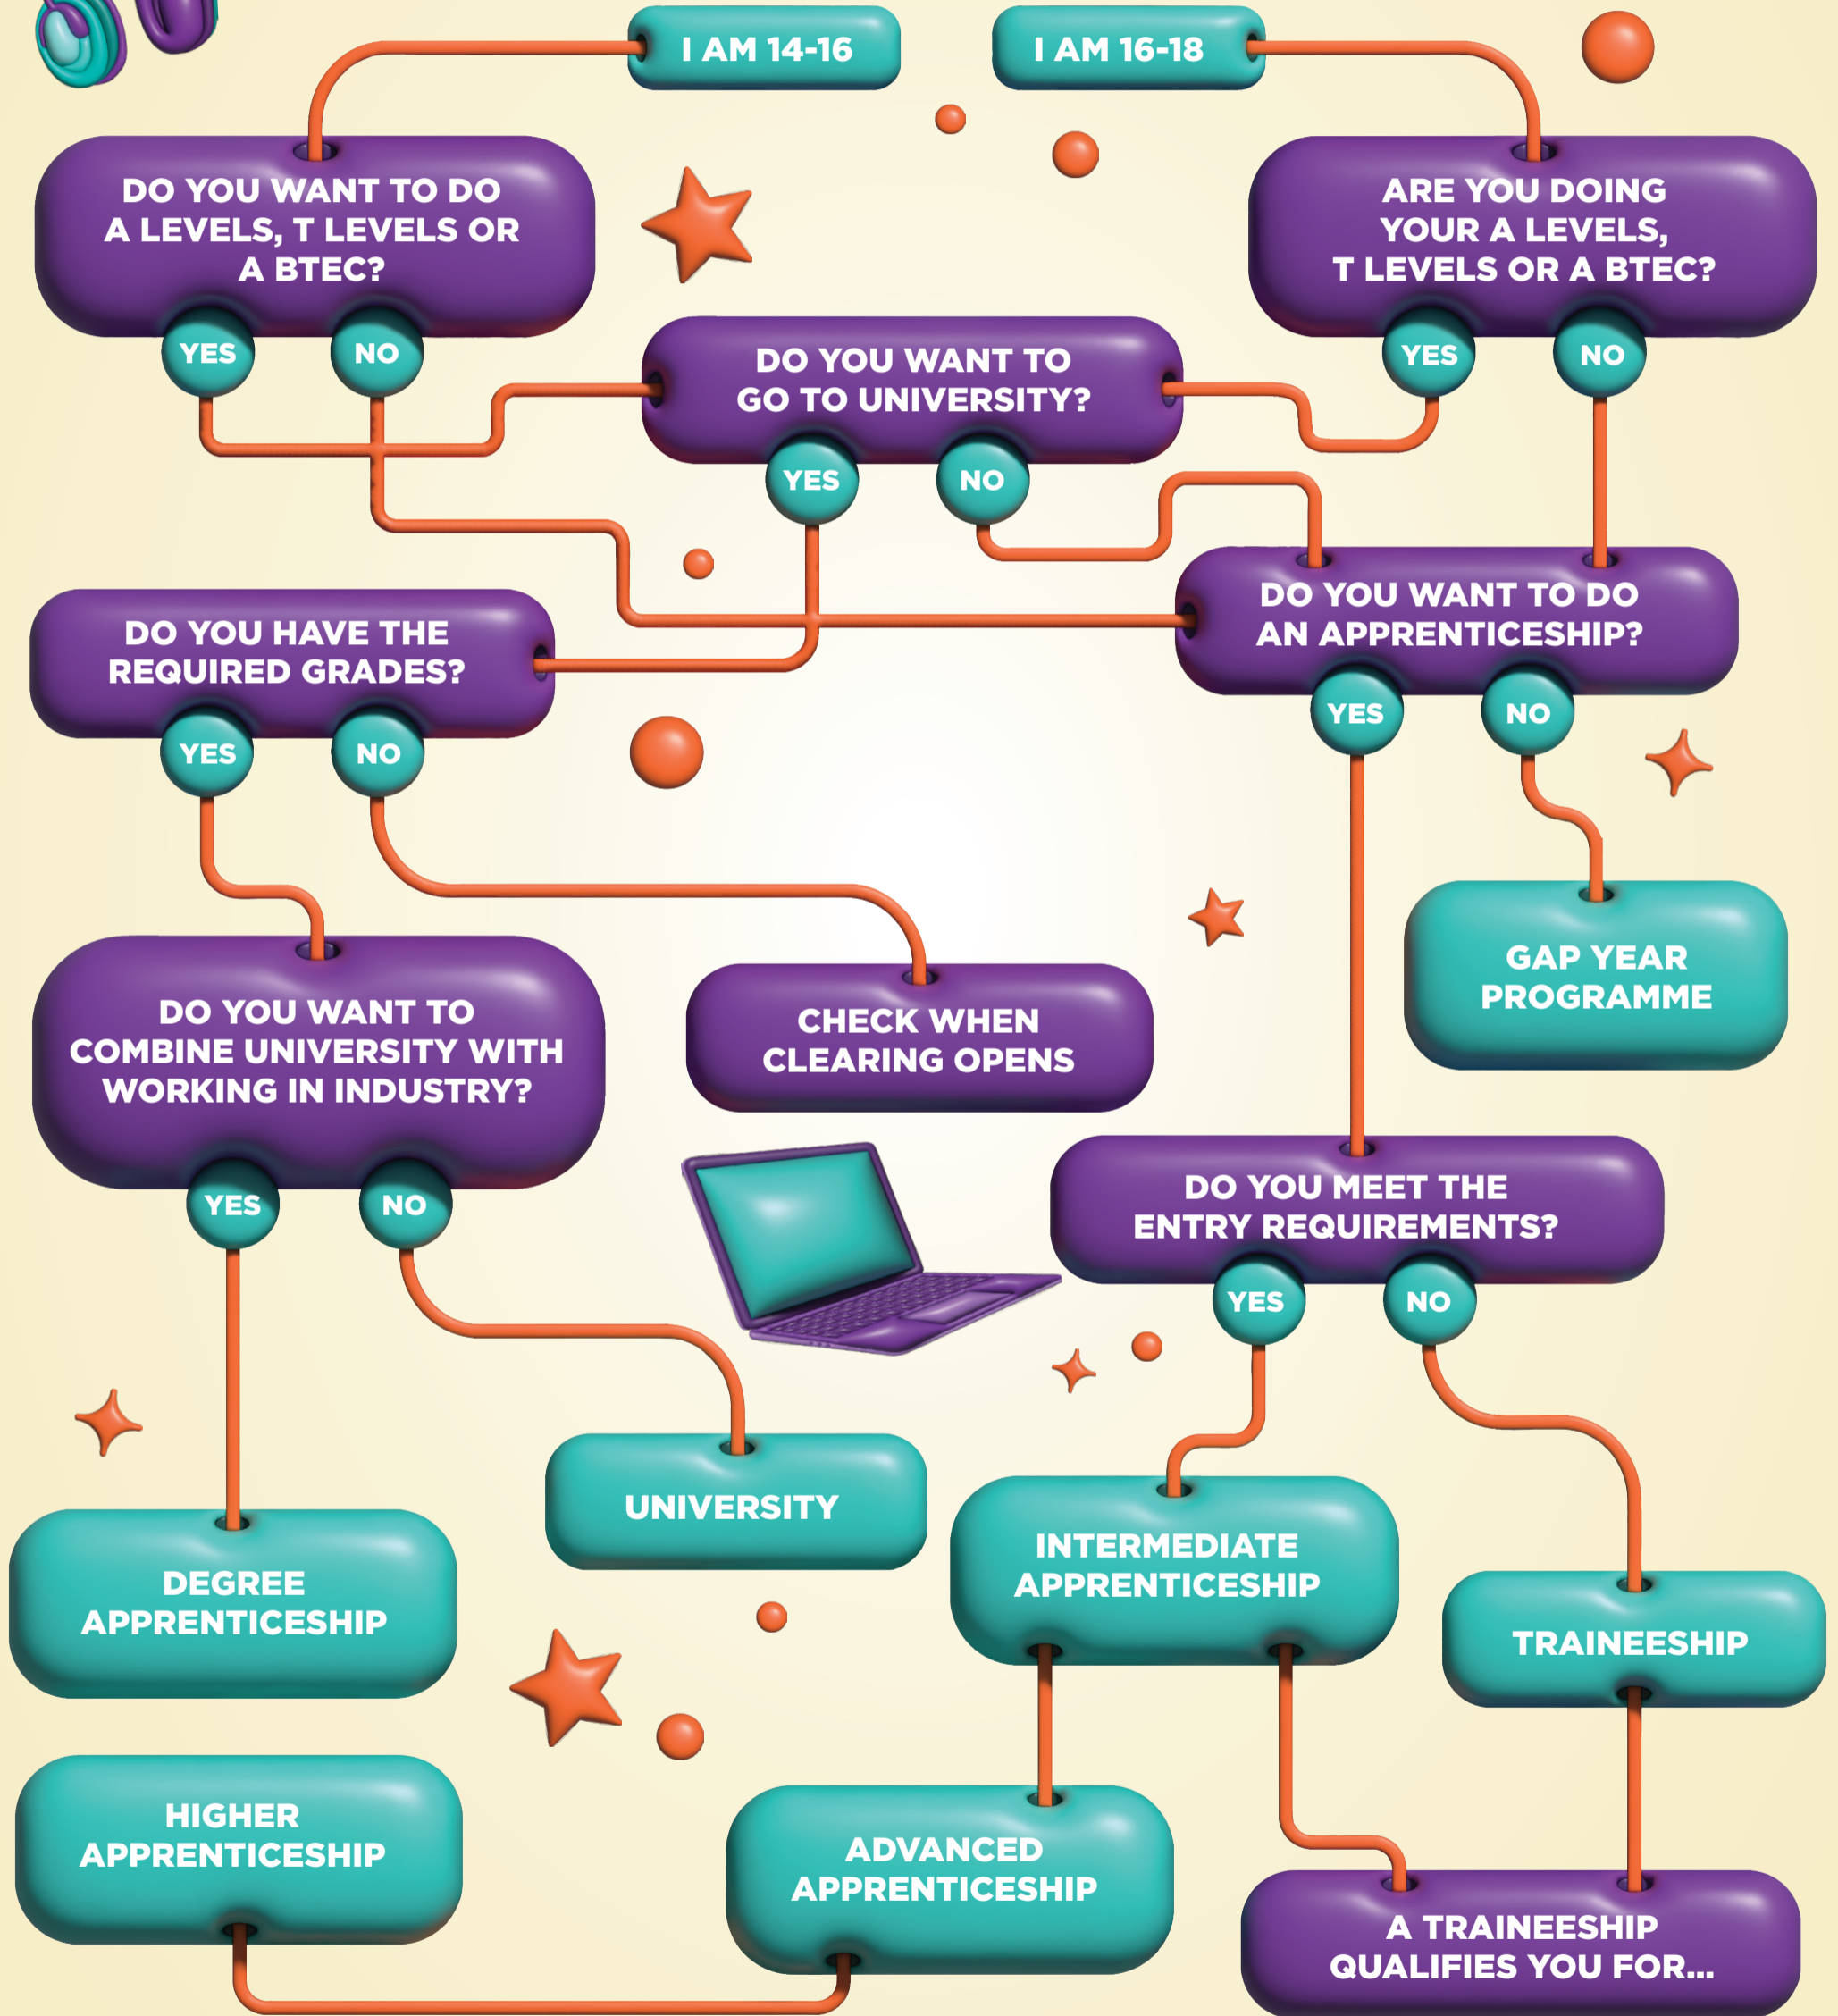 I AM 14-16
I AM 16-18
DO YOU WANT TO DO
A LEVELS, T LEVELS OR
A BTEC?
YES
NO
ARE YOU DOING
YOUR A LEVELS,
T LEVELS OR A BTEC?
YES
NO
DO YOU WANT TO
GO TO UNIVERSITY?
YES
NO
DO YOU HAVE THE
REQUIRED GRADES?
YES
NO
DO YOU WANT TO DO
AN APPRENTICESHIP?
YES
NO
GAP YEAR
PROGRAMME
DO YOU WANT TO
COMBINE UNIVERSITY WITH
WORKING IN INDUSTRY?
YES
NO
CHECK WHEN
CLEARING OPENS
DO YOU MEET THE
ENTRY REQUIREMENTS?
YES
NO
UNIVERSITY
DEGREE
APPRENTICESHIP
INTERMEDIATE
APPRENTICESHIP
TRAINEESHIP
HIGHER
APPRENTICESHIP
ADVANCED
APPRENTICESHIP
A TRAINEESHIP
QUALIFIES YOU FOR...